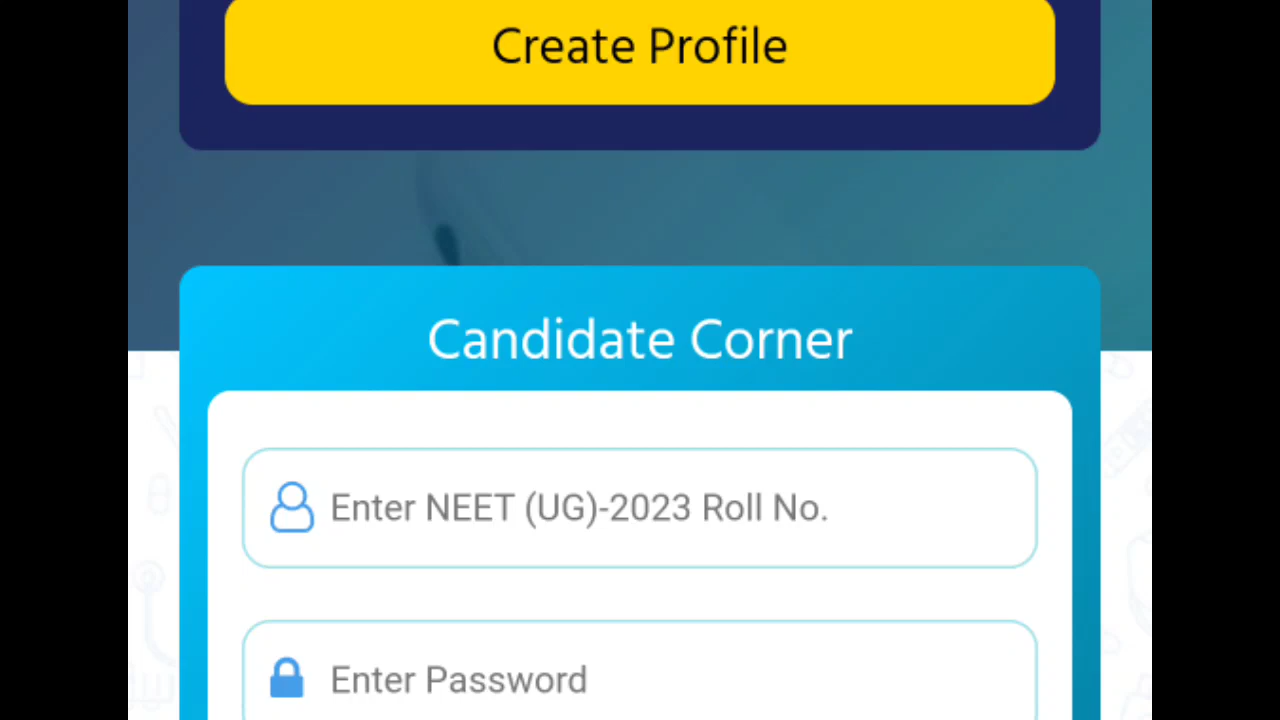 Create Profile
Candidate Corner
Enter NEET (UG)-2023 Roll No.
Enter Password